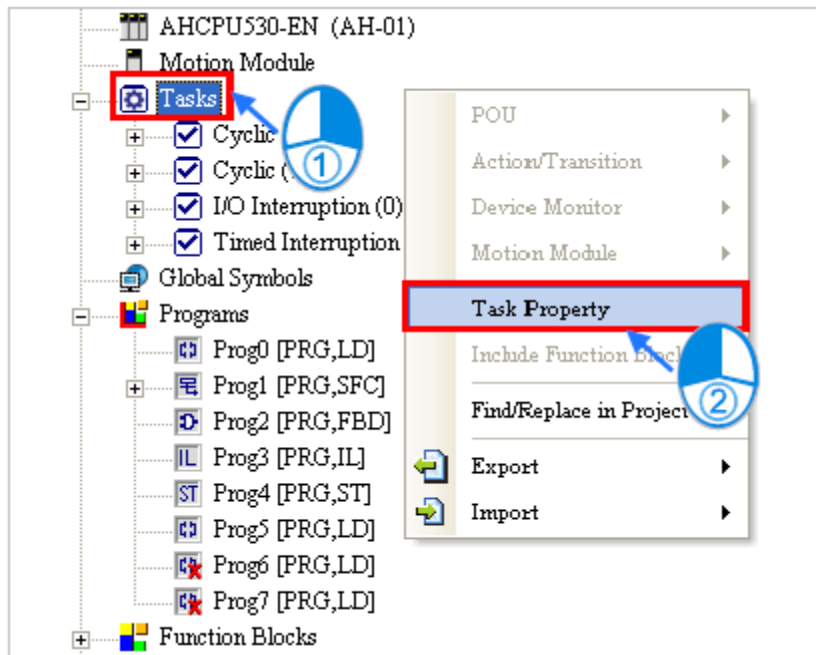 AHCPU530-EN (AH-01)
Motion Module
Tasks
Cyclic
1
Cyclic (
I/O Interruption (0)
Timed Interruption
Global Symbols
Programs
Prog0 [PRG,LD]
Prog1 [PRG,SFC]
Prog2 [PRG,FBD]
IL Prog3 [PRG,IL]
ST Prog4 [PRG,ST]
Prog5 [PRG,LD]
Prog6 [PRG,LD]
Prog7 [PRG,LD]
Function Blocks
POU
Action/Transition
Device Monitor
Motion Module
Task Property
Include Function
2
Find/Replace in Project
Export
Import